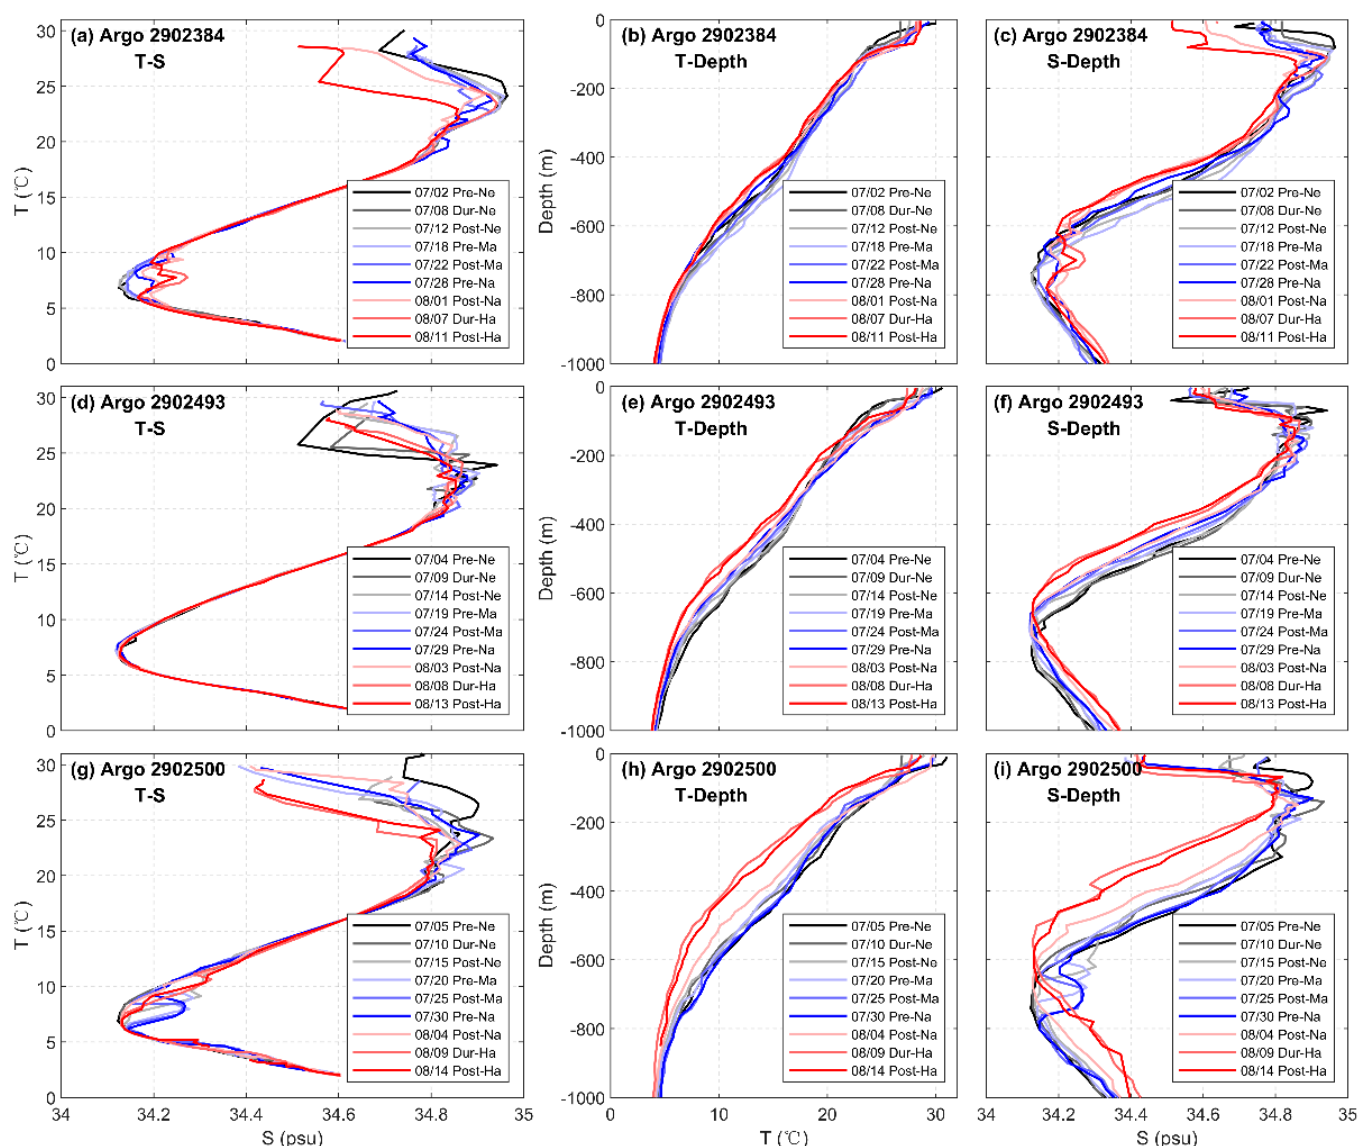 (a) Argo 2902384
T-S
30
25
20
15
10
5
0
T (℃)
07/02 Pre-Ne
07/08 Dur-Ne
07/12 Post-Ne
07/18 Pre-Ma
07/22 Post-Ma
07/28 Pre-Na
08/01 Post-Na
08/07 Dur-Ha
08/11 Post-Ha
(b) Argo 2902384
T-Depth
0
-200
-400
-600
-800
-1000
Depth (m)
07/02 Pre-Ne
07/08 Dur-Ne
07/12 Post-Ne
07/18 Pre-Ma
07/22 Post-Ma
07/28 Pre-Na
08/01 Post-Na
08/07 Dur-Ha
08/11 Post-Ha
(c) Argo 2902384
S-Depth
07/02 Pre-Ne
07/08 Dur-Ne
07/12 Post-Ne
07/18 Pre-Ma
07/22 Post-Ma
07/28 Pre-Na
08/01 Post-Na
08/07 Dur-Ha
08/11 Post-Ha
(d) Argo 2902493
T-S
30
25
20
15
10
5
0
T (℃)
07/04 Pre-Ne
07/09 Dur-Ne
07/14 Post-Ne
07/19 Pre-Ma
07/24 Post-Ma
07/29 Pre-Na
08/03 Post-Na
08/08 Dur-Ha
08/13 Post-Ha
(e) Argo 2902493
T-Depth
0
-200
-400
-600
-800
-1000
Depth (m)
07/04 Pre-Ne
07/09 Dur-Ne
07/14 Post-Ne
07/19 Pre-Ma
07/24 Post-Ma
07/29 Pre-Na
08/03 Post-Na
08/08 Dur-Ha
08/13 Post-Ha
(f) Argo 2902493
S-Depth
07/04 Pre-Ne
07/09 Dur-Ne
07/14 Post-Ne
07/19 Pre-Ma
07/24 Post-Ma
07/29 Pre-Na
08/03 Post-Na
08/08 Dur-Ha
08/13 Post-Ha
(g) Argo 2902500
T-S
30
25
20
15
10
5
0
T (℃)
07/05 Pre-Ne
07/10 Dur-Ne
07/15 Post-Ne
07/20 Pre-Ma
07/25 Post-Ma
07/30 Pre-Na
08/04 Post-Na
08/09 Dur-Ha
08/14 Post-Ha
34 34.2 34.4 34.6 34.8 35
S (psu)
(h) Argo 2902500
T-Depth
0
-200
-400
-600
-800
-1000
Depth (m)
07/05 Pre-Ne
07/10 Dur-Ne
07/15 Post-Ne
07/20 Pre-Ma
07/25 Post-Ma
07/30 Pre-Na
08/04 Post-Na
08/09 Dur-Ha
08/14 Post-Ha
0 10 20 30
T (℃)
(i) Argo 2902500
S-Depth
07/05 Pre-Ne
07/10 Dur-Ne
07/15 Post-Ne
07/20 Pre-Ma
07/25 Post-Ma
07/30 Pre-Na
08/04 Post-Na
08/09 Dur-Ha
08/14 Post-Ha
34 34.2 34.4 34.6 34.8 35
S (psu)